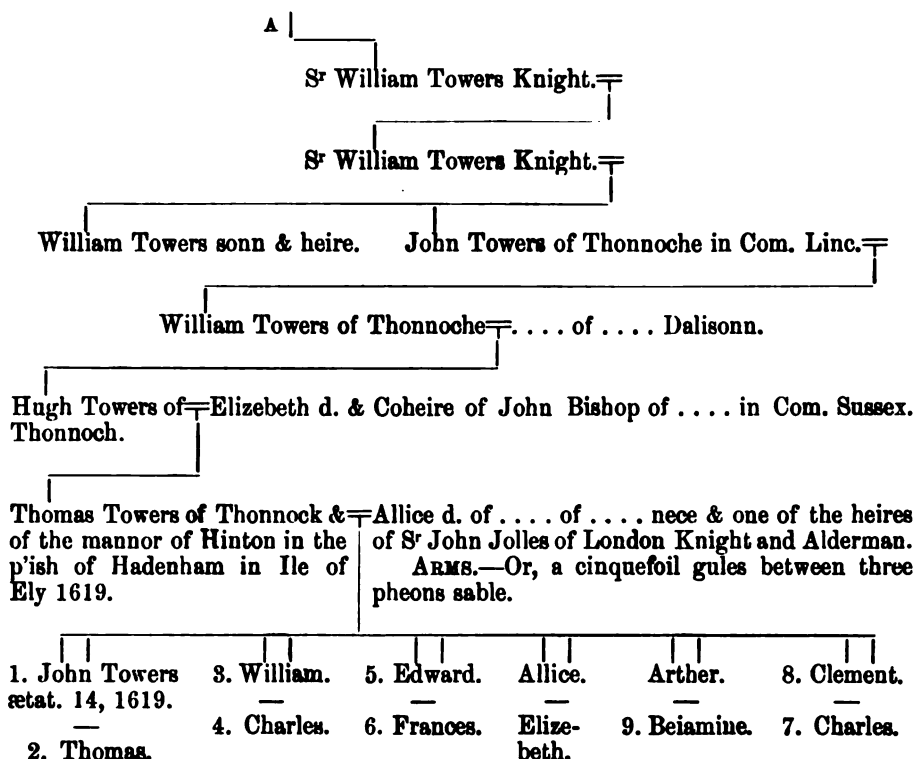 A
Sr William Towers Knight.
Sr William Towers Knight.
William Towers sonn & heire. John Towers of Thonnoche in Com. Linc.
William Towers of Thonnoche .... of .... Dalisonn.
Hugh Towers of Thonnoch.
Elizebeth d. & Coheire of John Bishop of .... in Com. Sussex.
Thomas Towers of Thonnock &
of the mannor of Hinton in the
p'ish of Hadenham in Ile of
Ely 1619.
Allice d. of .... of .... nece & one of the heires
of Sr John Jolles of London Knight and Alderman.
ARMS.—Or, a cinquefoil gules between three
pheons sable.
1. John Towers
ætat. 14, 1619.
—
2. Thomas.
3. William.
—
4. Charles.
5. Edward.
—
6. Frances.
Allice.
—
Elize-
beth.
Arther.
—
9. Beiamine.
8. Clement.
—
7. Charles.